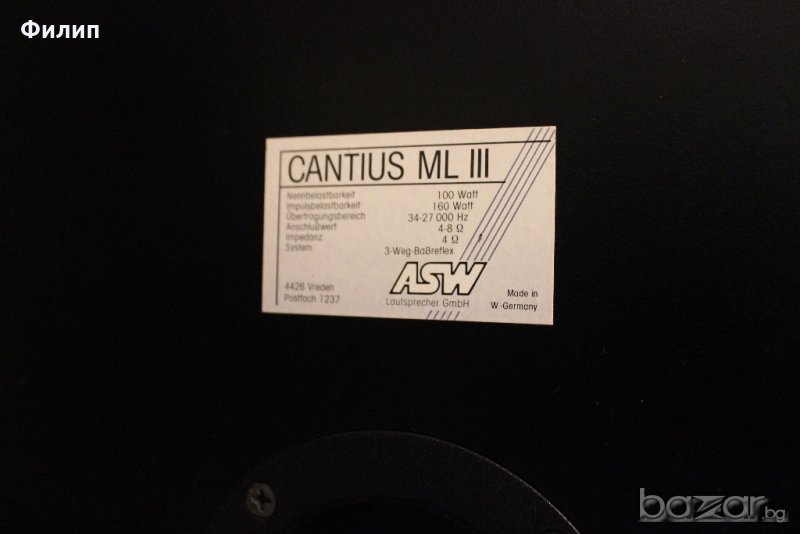 Филип
CANTIUS ML III
Nennbelastbarkeit 100 Watt
Impulsbelastbarkeit 160 Watt
Übertragungsbereich 34-27 000 Hz
Anschlußwert 4-8 Ω
Impedanz 4 Ω
System 3-Weg-Baßreflex
ASW
4426 Vreden
Postfach 1237
Lautsprecher GmbH
Made in
W.-Germany
bazar.bg